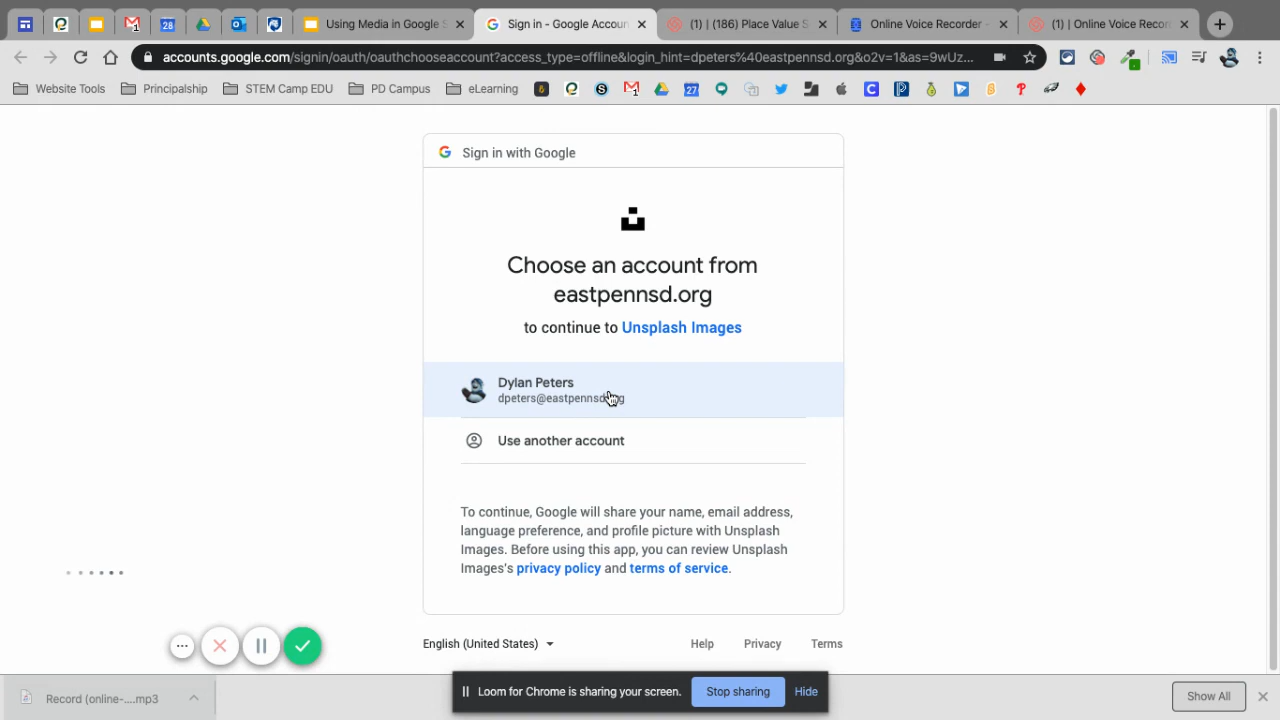 Using Media in Google S
Sign in - Google Accoun
(1) | (186) Place Value S
Online Voice Recorder -
(1) | Online Voice Recor
accounts.google.com/signin/oauth/oauthchooseaccount?access_type=offline&login_hint=dpeters%40eastpennsd.org&o2v=1&as=9wUz...
Website Tools
Principalship
STEM Camp EDU
PD Campus
eLearning
Sign in with Google
Choose an account from
eastpennsd.org
to continue to Unsplash Images
Dylan Peters
Use another account
To continue, Google will share your name, email address,
language preference, and profile picture with Unsplash
Images. Before using this app, you can review Unsplash
Images's privacy policy and terms of service.
English (United States)
Help
Privacy
Terms
Loom for Chrome is sharing your screen.
Stop sharing
Hide
Record (online-....mp3
Show All